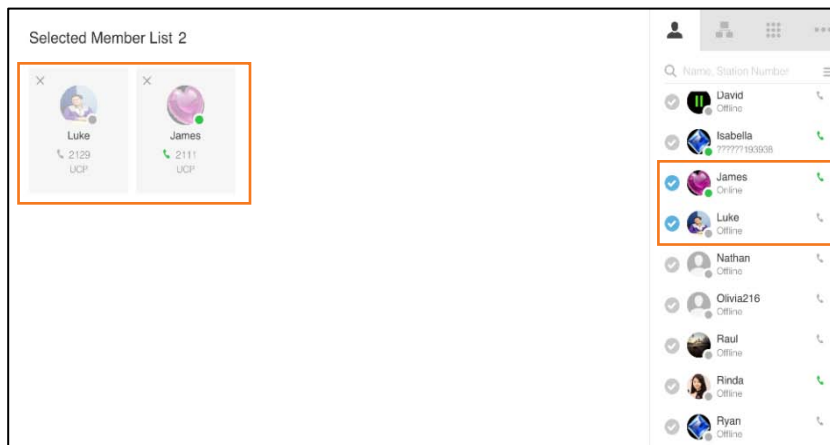 Selected Member List 2
Luke
2129
UCP
James
2111
UCP
Name, Station Number
David
Offline
Isabella
??????193938
James
Online
Luke
Offline
Nathan
Offline
Olivia216
Offline
Raul
Offline
Rinda
Offline
Ryan
Offline